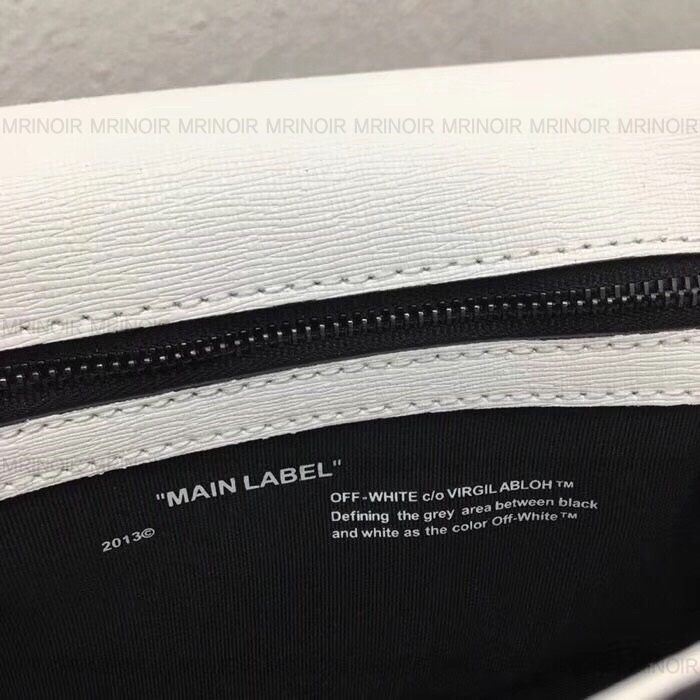 MRINOIR MRINOIR MRINOIR MRINOIR MRINOIR MRINOIR MRINOIR MRINOIR
"MAIN LABEL"
2013©
OFF-WHITE c/o VIRGIL ABLOH™
Defining the grey area between black
and white as the color Off-White™